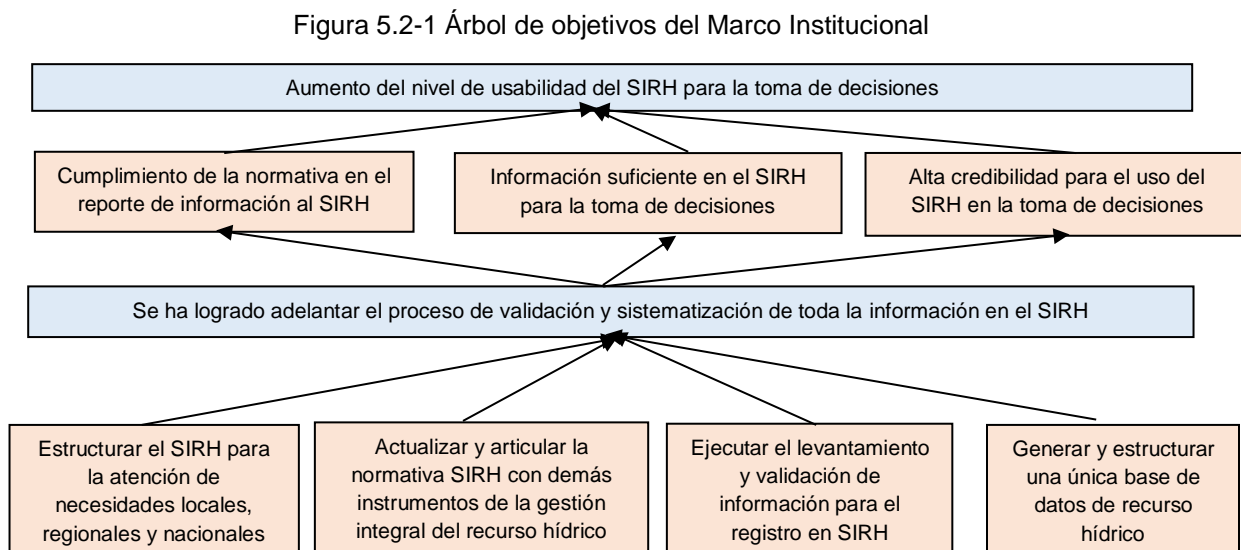 Figura 5.2-1 Árbol de objetivos del Marco Institucional
Aumento del nivel de usabilidad del SIRH para la toma de decisiones
Cumplimiento de la normativa en el
reporte de información al SIRH
Información suficiente en el SIRH
para la toma de decisiones
Alta credibilidad para el uso del
SIRH en la toma de decisiones
Se ha logrado adelantar el proceso de validación y sistematización de toda la información en el SIRH
Estructurar el SIRH para
la atención de
necesidades locales,
regionales y nacionales
Actualizar y articular la
normativa SIRH con demás
instrumentos de la gestión
integral del recurso hídrico
Ejecutar el levantamiento
y validación de
información para el
registro en SIRH
Generar y estructurar
una única base de
datos de recurso
hídrico